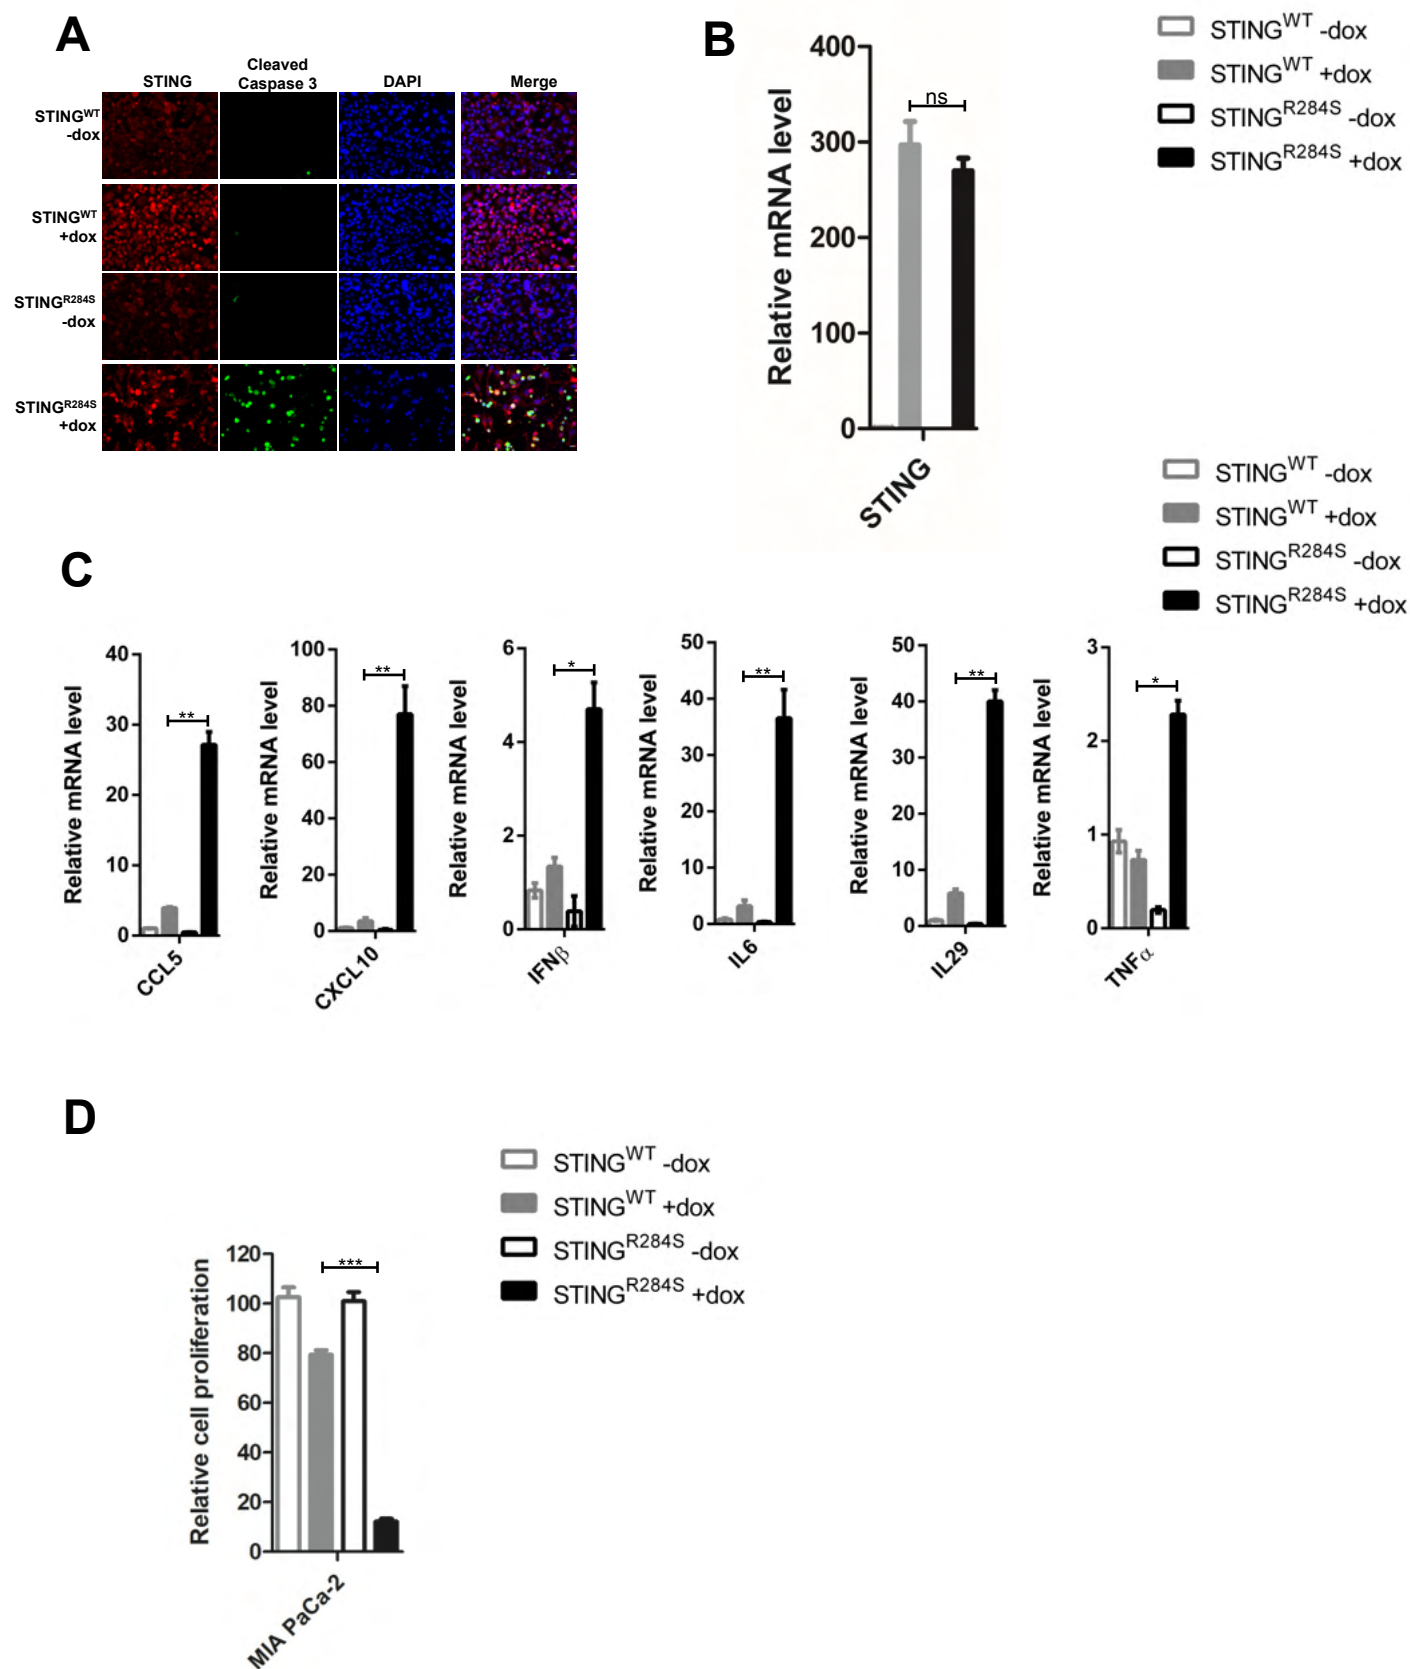 A
STING
Cleaved
Caspase 3
DAPI
Merge
STINGWT
-dox
STINGWT
+dox
STINGR284S
-dox
STINGR284S
+dox
B
Relative mRNA level
400
300
200
100
0
ns
STING
STINGWT -dox
STINGWT +dox
STINGR284S -dox
STINGR284S +dox
STINGWT -dox
STINGWT +dox
STINGR284S -dox
STINGR284S +dox
C
Relative mRNA level
40
30
20
10
0
**
CCL5
Relative mRNA level
100
80
60
40
20
0
**
CXCL10
Relative mRNA level
6
4
2
0
*
IFNβ
Relative mRNA level
50
40
30
20
10
0
**
IL6
Relative mRNA level
50
40
30
20
10
0
**
IL29
Relative mRNA level
3
2
1
0
*
TNFα
D
Relative cell proliferation
120
100
80
60
40
20
0
***
MIA PaCa-2
STINGWT -dox
STINGWT +dox
STINGR284S -dox
STINGR284S +dox